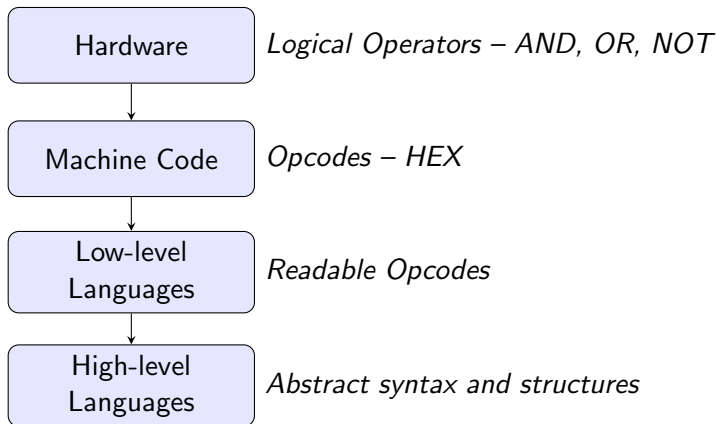 Hardware
Logical Operators – AND, OR, NOT
Machine Code
Opcodes – HEX
Low-level
Languages
Readable Opcodes
High-level
Languages
Abstract syntax and structures